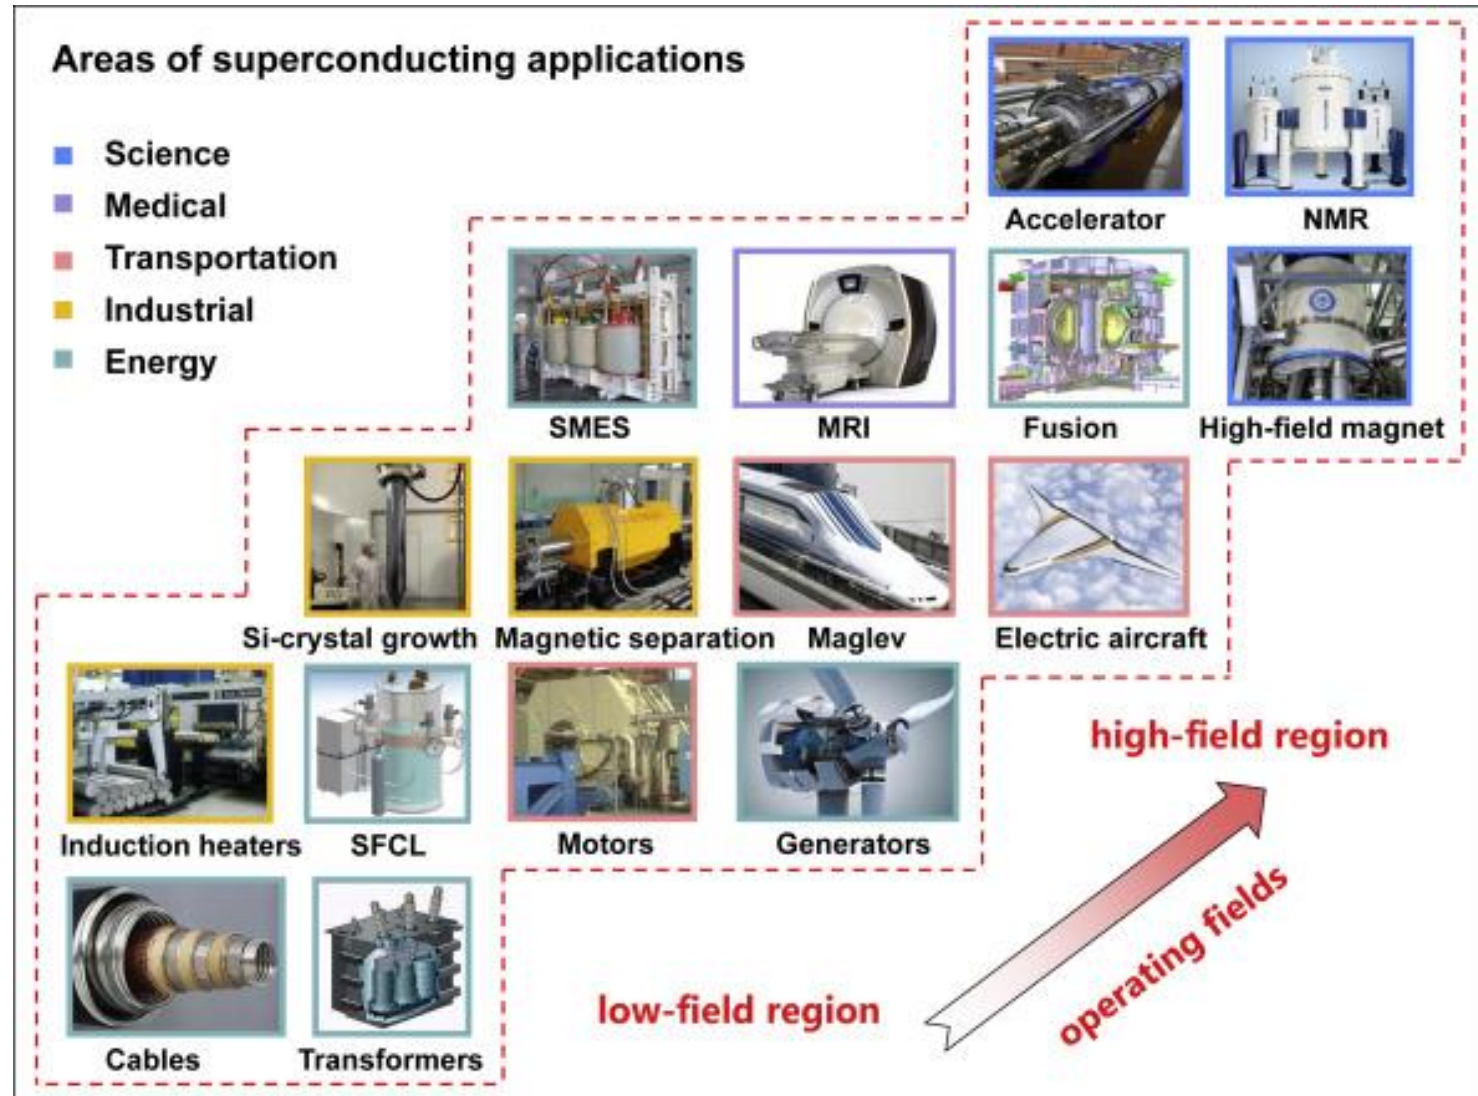 Areas of superconducting applications
Science
Medical
Transportation
Industrial
Energy
Accelerator
NMR
SMES
MRI
Fusion
High-field magnet
Si-crystal growth
Magnetic separation
Maglev
Electric aircraft
Induction heaters
SFCL
Motors
Generators
high-field region
operating fields
low-field region
Cables
Transformers